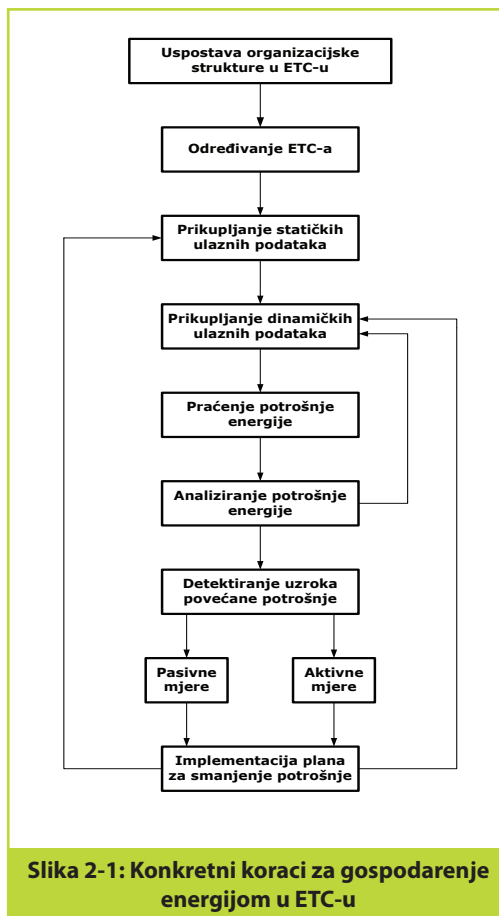 Uspostava organizacijske
strukture u ETC-u
Određivanje ETC-a
Prikupljanje statičkih
ulaznih podataka
Prikupljanje dinamičkih
ulaznih podataka
Praćenje potrošnje
energije
Analiziranje potrošnje
energije
Detektiranje uzroka
povećane potrošnje
Pasivne
mjere
Aktivne
mjere
Implementacija plana
za smanjenje potrošnje
Slika 2-1: Konkretni koraci za gospodarenje
energijom u ETC-u